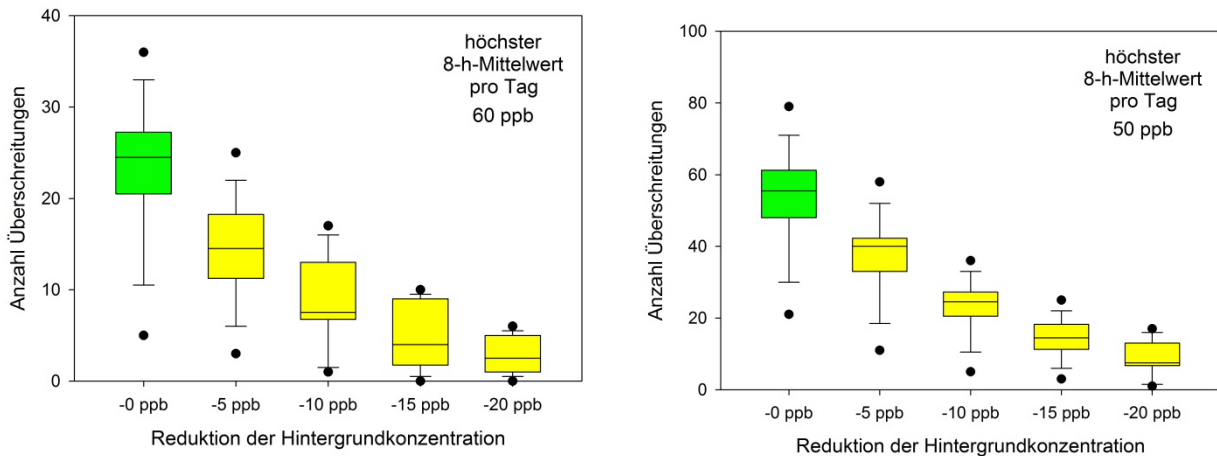 40
30
20
10
0
Anzahl Überschreitungen
höchster
8-h-Mittelwert
pro Tag
60 ppb
-0 ppb -5 ppb -10 ppb -15 ppb -20 ppb
Reduktion der Hintergrundkonzentration
100
80
60
40
20
0
Anzahl Überschreitungen
höchster
8-h-Mittelwert
pro Tag
50 ppb
-0 ppb -5 ppb -10 ppb -15 ppb -20 ppb
Reduktion der Hintergrundkonzentration